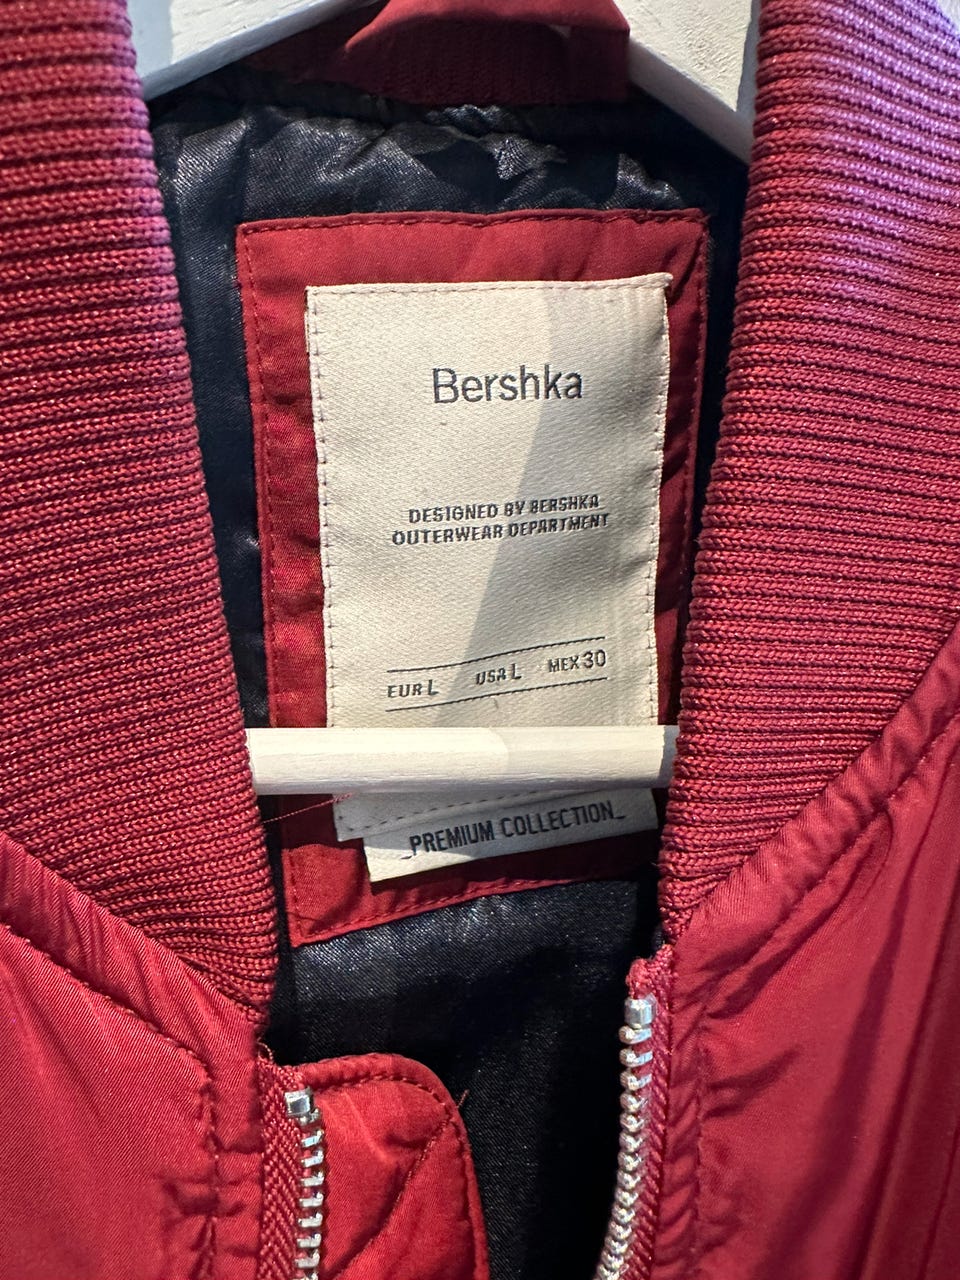 Bershka
DESIGNED BY BERSHKA
OUTERWEAR DEPARTMENT
EUR L USA L MEX 30
_PREMIUM COLLECTION_